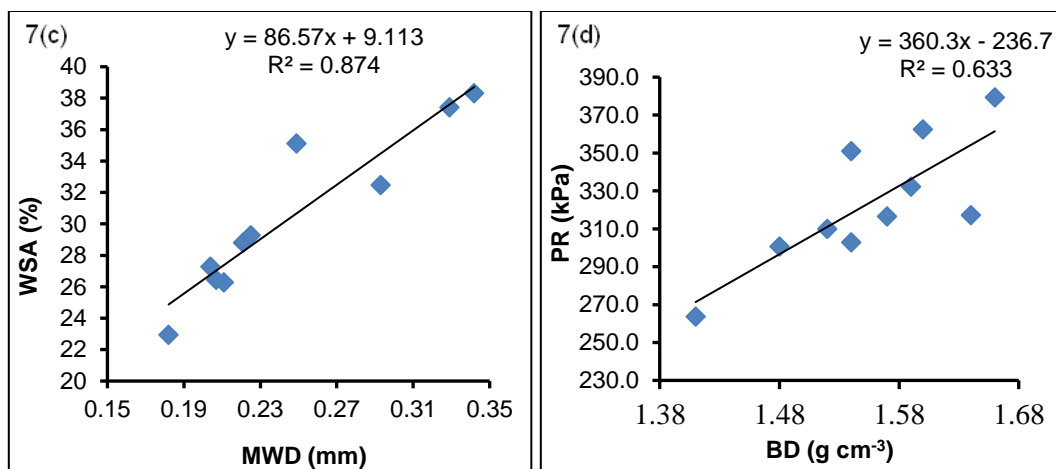 7(c)
y = 86.57x + 9.113
R² = 0.874
WSA (%)
40
38
36
34
32
30
28
26
24
22
20
0.15 0.19 0.23 0.27 0.31 0.35
MWD (mm)
7(d)
y = 360.3x - 236.7
R² = 0.633
PR (kPa)
390.0
370.0
350.0
330.0
310.0
290.0
270.0
250.0
230.0
1.38 1.48 1.58 1.68
BD (g cm⁻³)